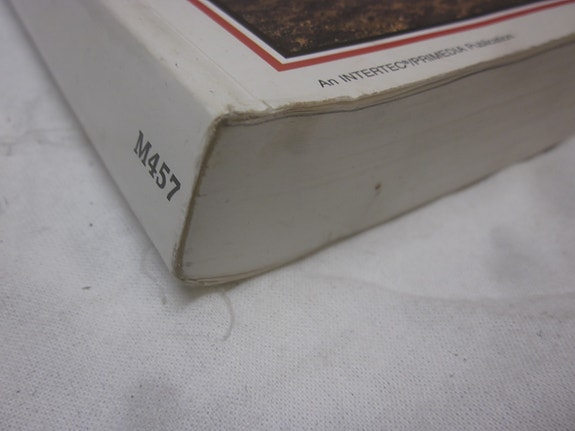 An INTERTEC®/PRIMEDIA Publication
M457